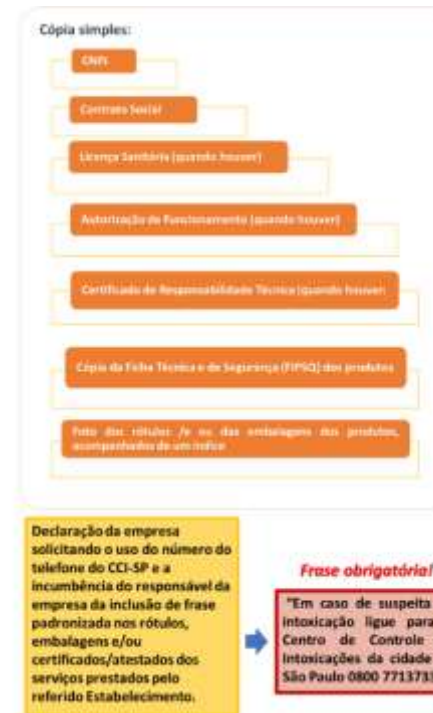 Cópia simples:
CNPJ
Contrato Social
Licença Sanitária (quando houver)
Autorização de Funcionamento (quando houver)
Certificado de Responsabilidade Técnica (quando houver)
Cópia da Folha Técnica e de Segurança (FIPSQ) dos produtos
Foto dos rótulos /e ou das embalagens dos produtos,
acompanhados de um índice
Declaração da empresa
solicitando o uso do número do
telefone do CCI-SP e a
incumbência do responsável da
empresa da inclusão de frase
padronizada nos rótulos,
embalagens e/ou
certificados/atestados dos
serviços prestados pelo
referido Estabelecimento.
Frase obrigatória!
"Em caso de suspeita
intoxicação ligue para
Centro de Controle
Intoxicações da cidade
São Paulo 0800 7713733